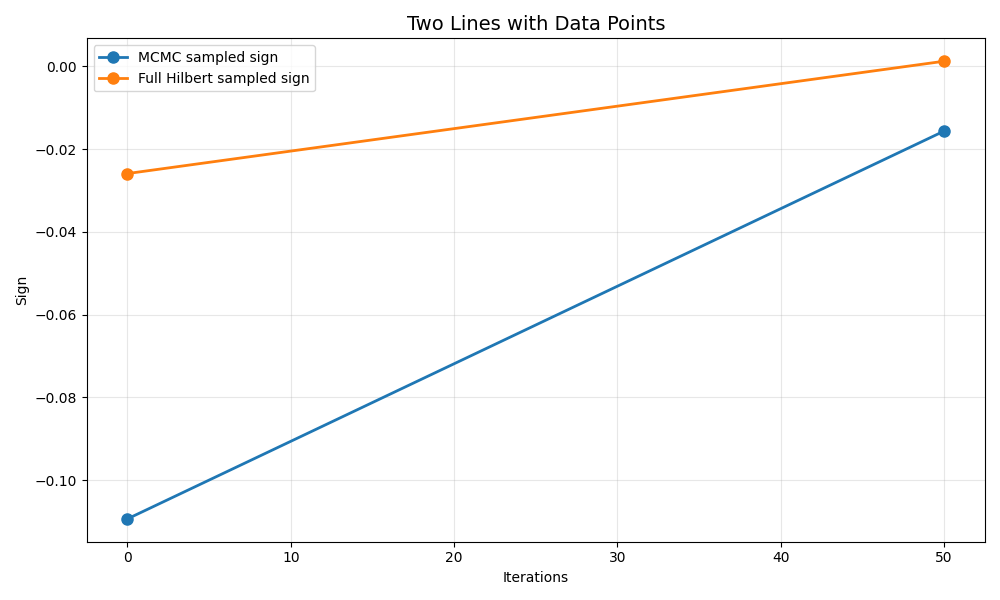 Two Lines with Data Points
MCMC sampled sign
Full Hilbert sampled sign
0.00
−0.02
−0.04
−0.06
−0.08
−0.10
Sign
0 10 20 30 40 50
Iterations